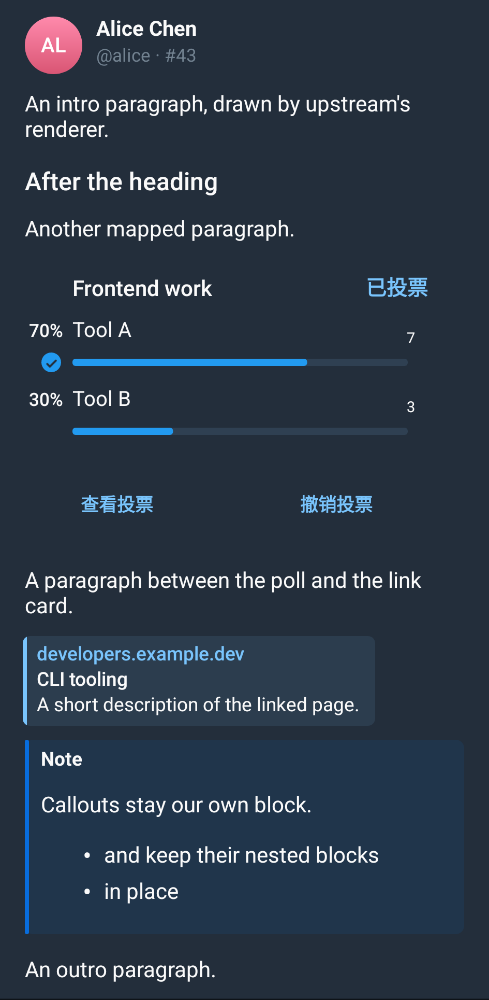 AL
Alice Chen
@alice · #43
An intro paragraph, drawn by upstream's
renderer.
After the heading
Another mapped paragraph.
Frontend work
已投票
70% Tool A
7
30% Tool B
3
查看投票
撤销投票
A paragraph between the poll and the link
card.
developers.example.dev
CLI tooling
A short description of the linked page.
Note
Callouts stay our own block.
• and keep their nested blocks
• in place
An outro paragraph.